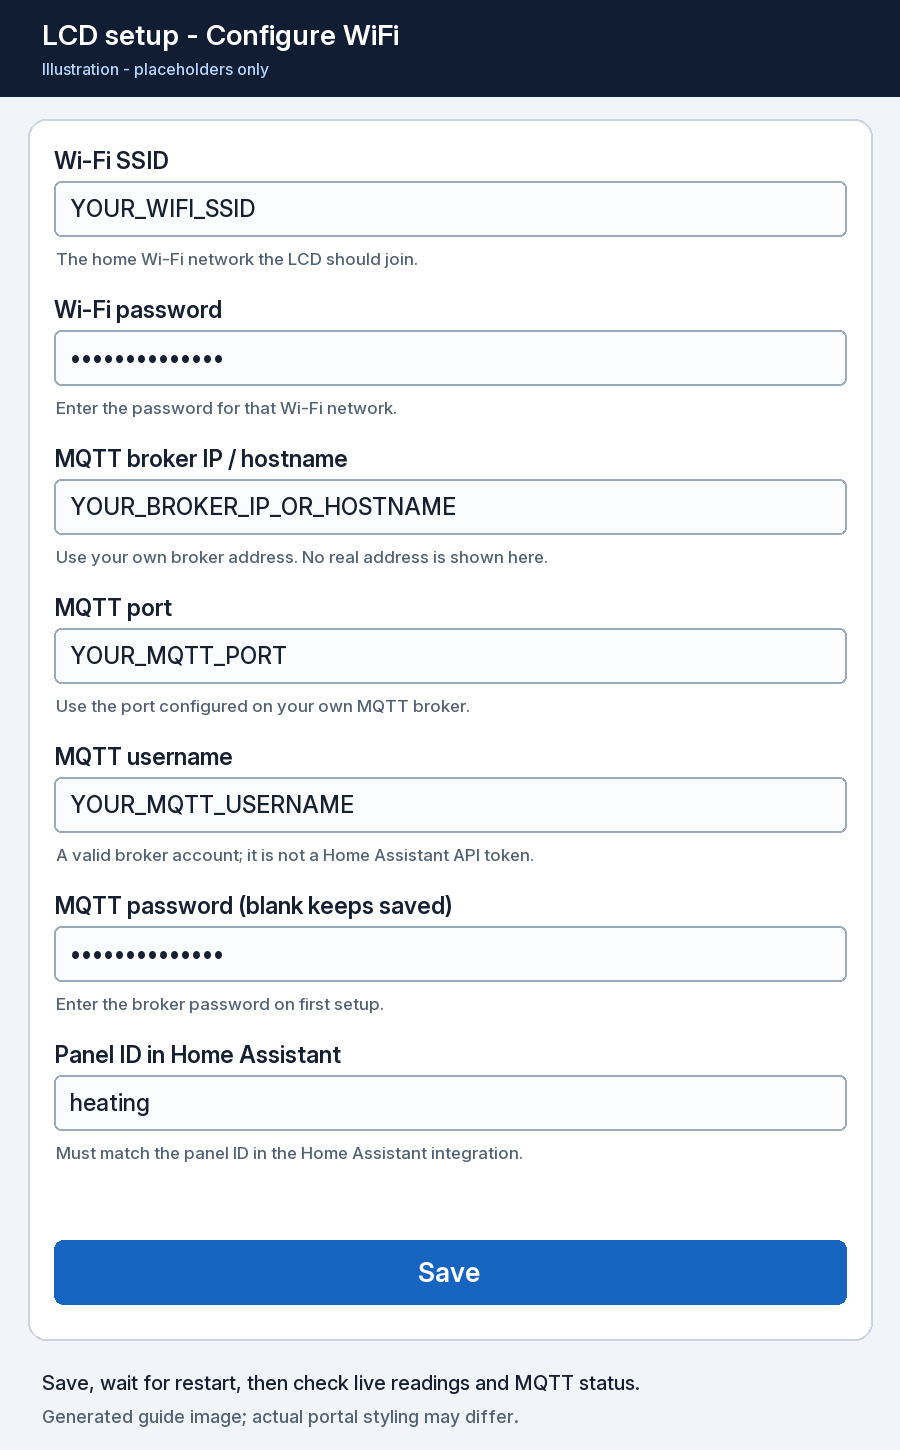 LCD setup - Configure WiFi
Illustration - placeholders only
Wi-Fi SSID
YOUR_WIFI_SSID
The home Wi-Fi network the LCD should join.
Wi-Fi password
••••••••••••••
Enter the password for that Wi-Fi network.
MQTT broker IP / hostname
YOUR_BROKER_IP_OR_HOSTNAME
Use your own broker address. No real address is shown here.
MQTT port
YOUR_MQTT_PORT
Use the port configured on your own MQTT broker.
MQTT username
YOUR_MQTT_USERNAME
A valid broker account; it is not a Home Assistant API token.
MQTT password (blank keeps saved)
••••••••••••••
Enter the broker password on first setup.
Panel ID in Home Assistant
heating
Must match the panel ID in the Home Assistant integration.
Save
Save, wait for restart, then check live readings and MQTT status.
Generated guide image; actual portal styling may differ.